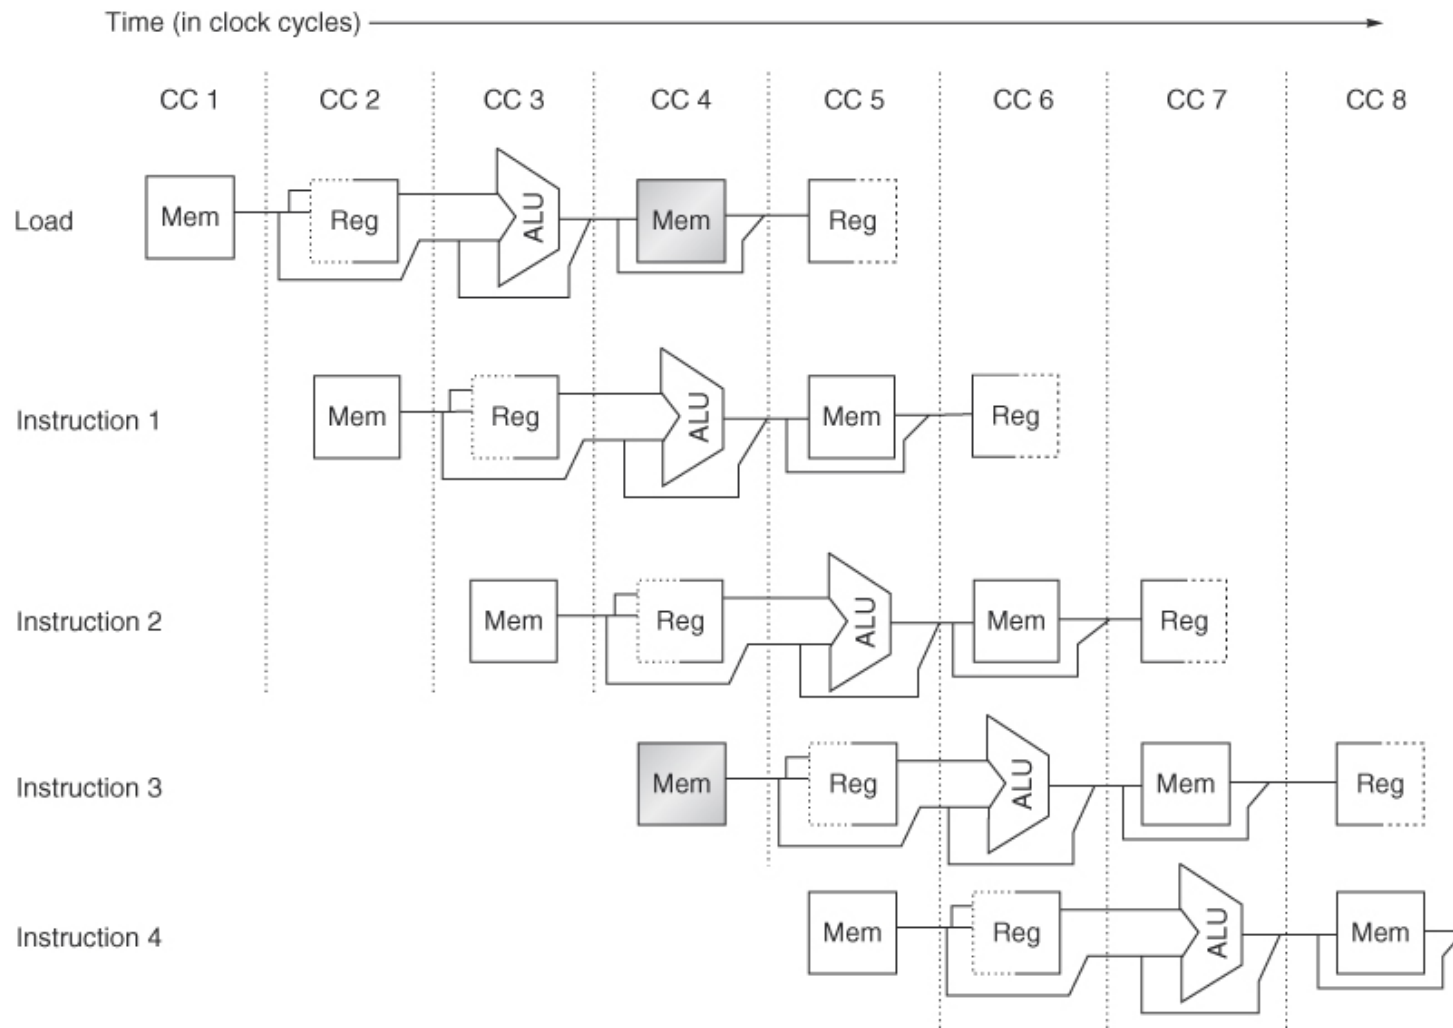 Time (in clock cycles)
CC 1 CC 2 CC 3 CC 4 CC 5 CC 6 CC 7 CC 8
Load Mem Reg ALU Mem Reg
Instruction 1 Mem Reg ALU Mem Reg
Instruction 2 Mem Reg ALU Mem Reg
Instruction 3 Mem Reg ALU Mem Reg
Instruction 4 Mem Reg ALU Mem